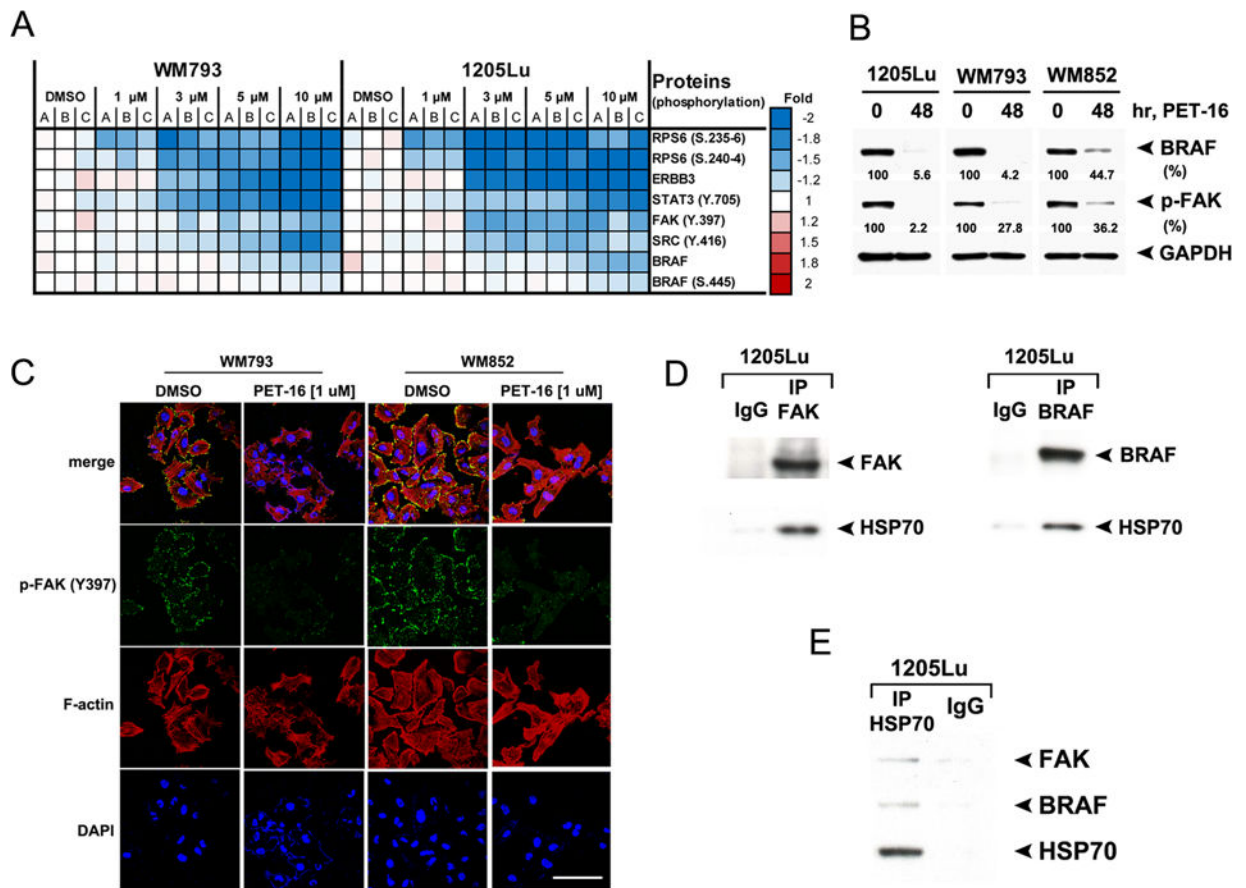 A
WM793 1205Lu Proteins
(phosphorylation)
DMSO 1 µM 3 µM 5 µM 10 µM DMSO 1 µM 3 µM 5 µM 10 µM
A B C A B C A B C A B C A B C A B C A B C A B C A B C A B C
Fold
RPS6 (S.235-6)
RPS6 (S.240-4)
ERBB3
STAT3 (Y.705)
FAK (Y.397)
SRC (Y.416)
BRAF
BRAF (S.445)
-2
-1.8
-1.5
-1.2
1
1.2
1.5
1.8
2
B
1205Lu WM793 WM852
0 48 0 48 0 48 hr, PET-16
BRAF
100 5.6 100 4.2 100 44.7 (%)
p-FAK
100 2.2 100 27.8 100 36.2 (%)
GAPDH
C
WM793 WM852
DMSO PET-16 [1 uM] DMSO PET-16 [1 uM]
merge
p-FAK (Y397)
F-actin
DAPI
D
1205Lu 1205Lu
IgG IP FAK IgG IP BRAF
FAK BRAF
HSP70 HSP70
E
1205Lu
IP HSP70 IgG
FAK
BRAF
HSP70